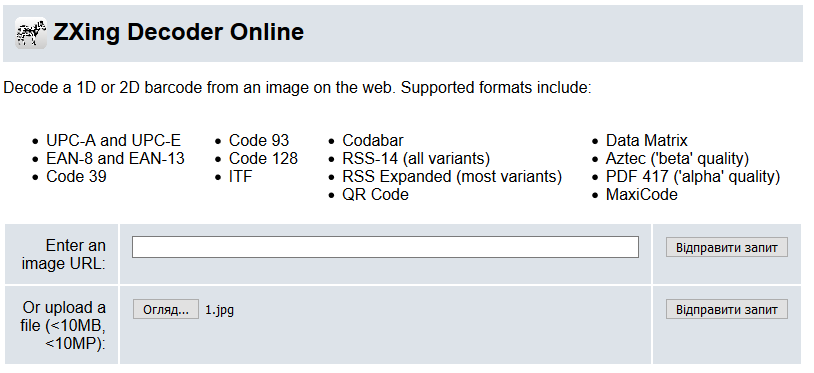 ZXing Decoder Online
Decode a 1D or 2D barcode from an image on the web. Supported formats include:
UPC-A and UPC-E
EAN-8 and EAN-13
Code 39
Code 93
Code 128
ITF
Codabar
RSS-14 (all variants)
RSS Expanded (most variants)
QR Code
Data Matrix
Aztec ('beta' quality)
PDF 417 ('alpha' quality)
MaxiCode
Enter an
image URL:
Відправити запит
Or upload a
file (<10MB,
<10MP):
Огляд... 1.jpg
Відправити запит